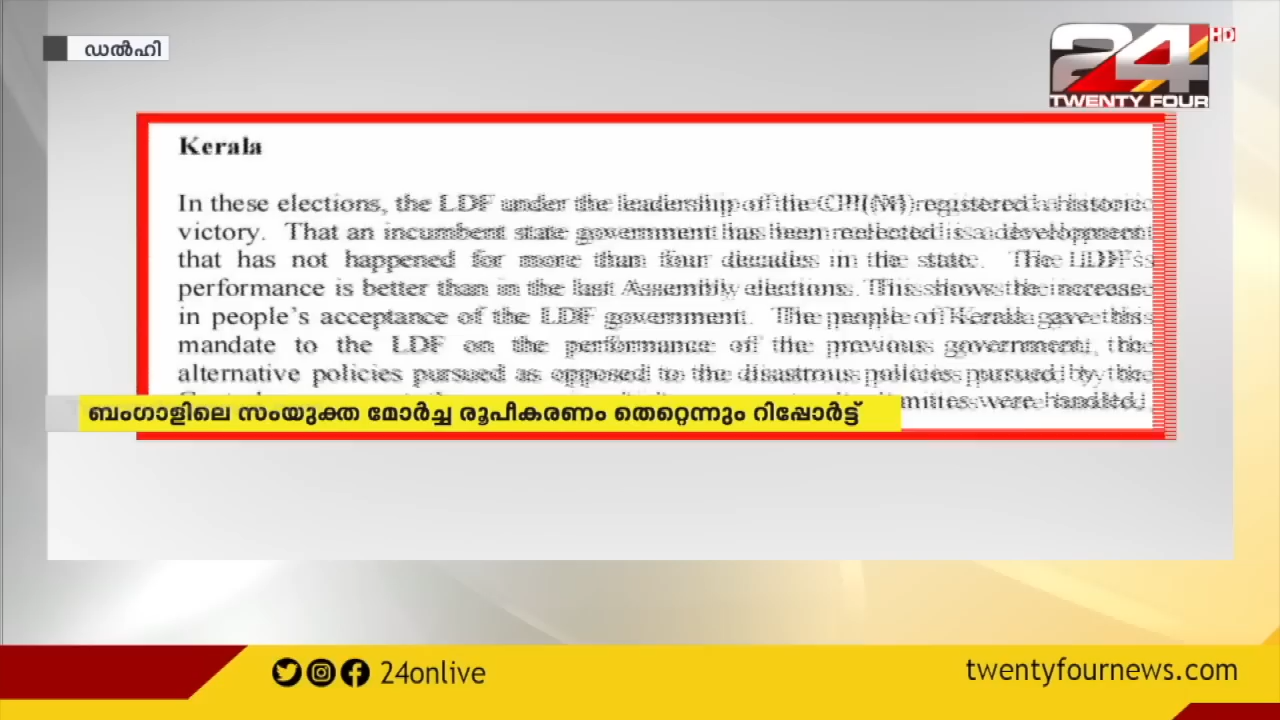 ഡൽഹി
24 HD
TWENTY FOUR
Kerala
In these elections, the LDF under the leadership of the CPI(M) registered a historic
victory. That an incumbent state government has been reelected is a development
that has not happened for more than four decades in the state. The LDF's
performance is better than in the last Assembly elections. This shows the increase
in people's acceptance of the LDF government. The people of Kerala gave this
mandate to the LDF on the performance of the previous government, the
alternative policies pursued as opposed to the disastrous policies pursued by the
were handled,
ബംഗാളിലെ സംയുക്ത മോർച്ച രൂപീകരണം തെറ്റെന്നും റിപ്പോർട്ട്
24onlive
twentyfournews.com